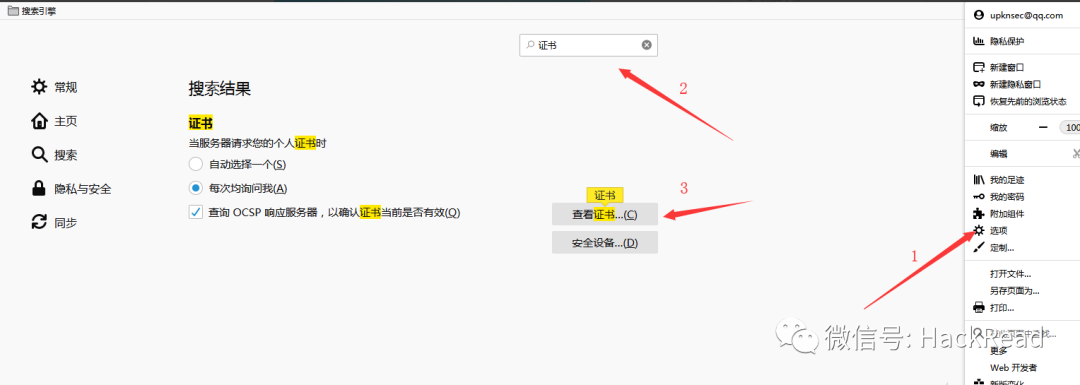 搜索引擎
证书
2
常规
主页
搜索
隐私与安全
同步
搜索结果
证书
当服务器请求您的个人证书时
自动选择一个(S)
每次均询问我(A)
查询 OCSP 响应服务器，以确认证书当前是否有效(Q)
证书
查看证书...(C)
安全设备...(D)
3
1
upknsec@qq.com
隐私保护
新建窗口
新建隐私窗口
恢复先前的浏览状态
缩放
100
编辑
我的足迹
我的密码
附加组件
选项
定制...
打开文件...
另存页面为...
打印...
更多
Web 开发者
微信号: HackRead